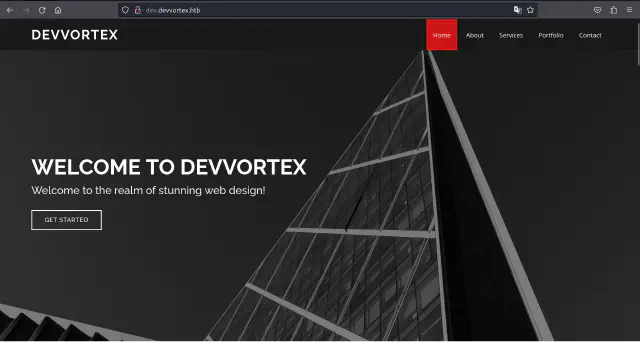 dev.devvortex.htb
DEVVORTEX
Home About Services Portfolio Contact
WELCOME TO DEVVORTEX
Welcome to the realm of stunning web design!
GET STARTED